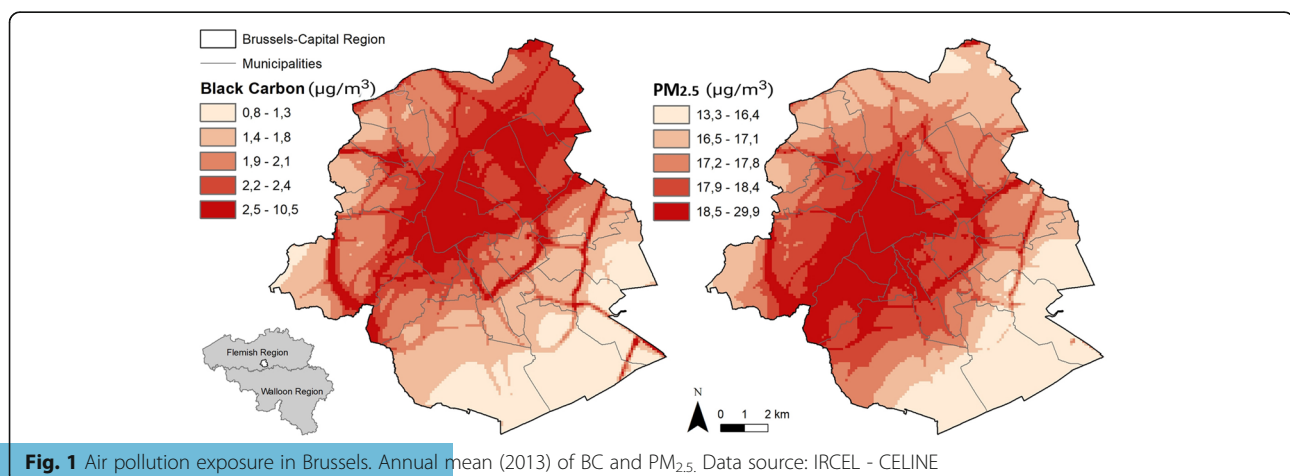 Brussels-Capital Region
Municipalities
Black Carbon (µg/m³)
0,8 - 1,3
1,4 - 1,8
1,9 - 2,1
2,2 - 2,4
2,5 - 10,5
PM2.5 (µg/m³)
13,3 - 16,4
16,5 - 17,1
17,2 - 17,8
17,9 - 18,4
18,5 - 29,9
Flemish Region
Walloon Region
N
0 1 2 km
Fig. 1 Air pollution exposure in Brussels. Annual mean (2013) of BC and PM2.5. Data source: IRCEL - CELINE